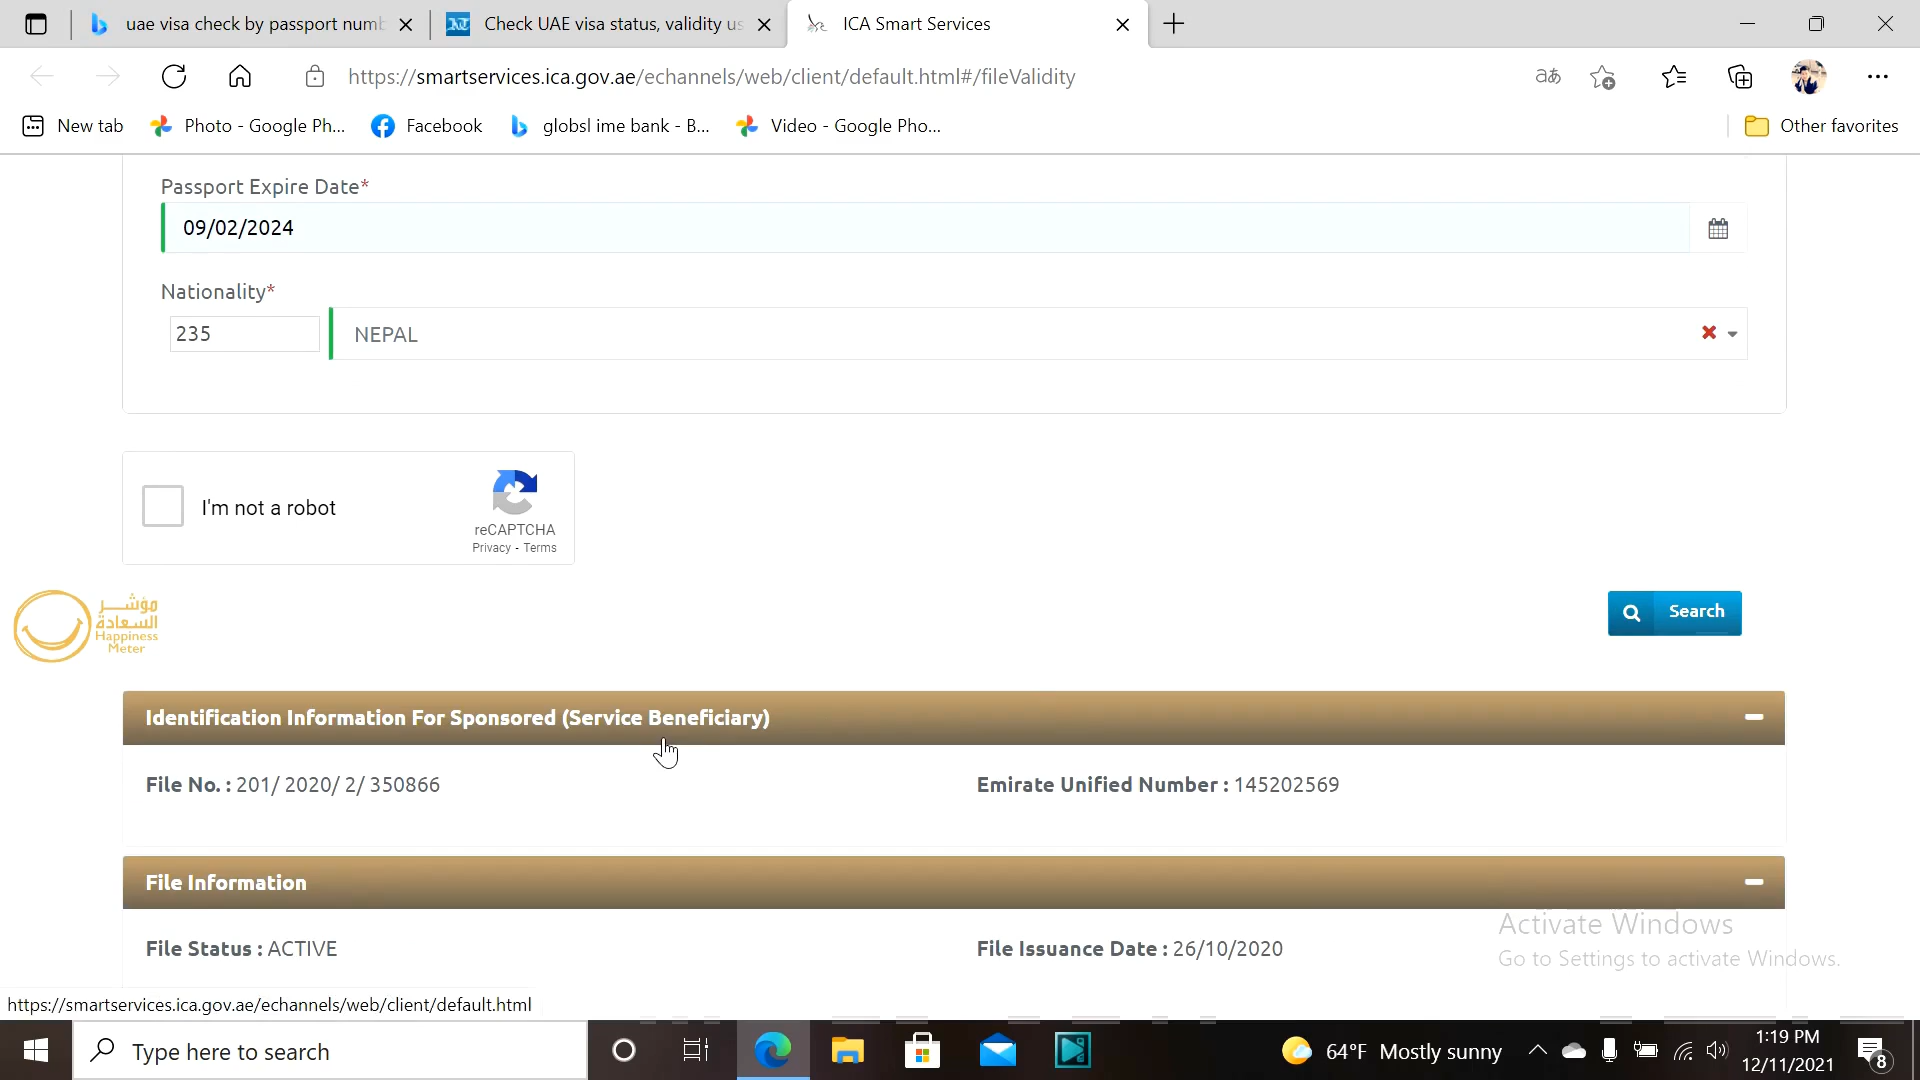 uae visa check by passport numb
Check UAE visa status, validity us
ICA Smart Services
https://smartservices.ica.gov.ae/echannels/web/client/default.html#/fileValidity
aあ
New tab
Photo - Google Ph...
Facebook
globsl ime bank - B...
Video - Google Pho...
Other favorites
Passport Expire Date*
09/02/2024
Nationality*
235
NEPAL
I'm not a robot
reCAPTCHA
Privacy - Terms
مؤشر
السعادة
Happiness
Meter
Search
Identification Information For Sponsored (Service Beneficiary)
File No. : 201/ 2020/ 2/ 350866
Emirate Unified Number : 145202569
File Information
File Status : ACTIVE
File Issuance Date : 26/10/2020
Activate Windows
Go to Settings to activate Windows.
https://smartservices.ica.gov.ae/echannels/web/client/default.html
Type here to search
64°F Mostly sunny
1:19 PM
12/11/2021
8